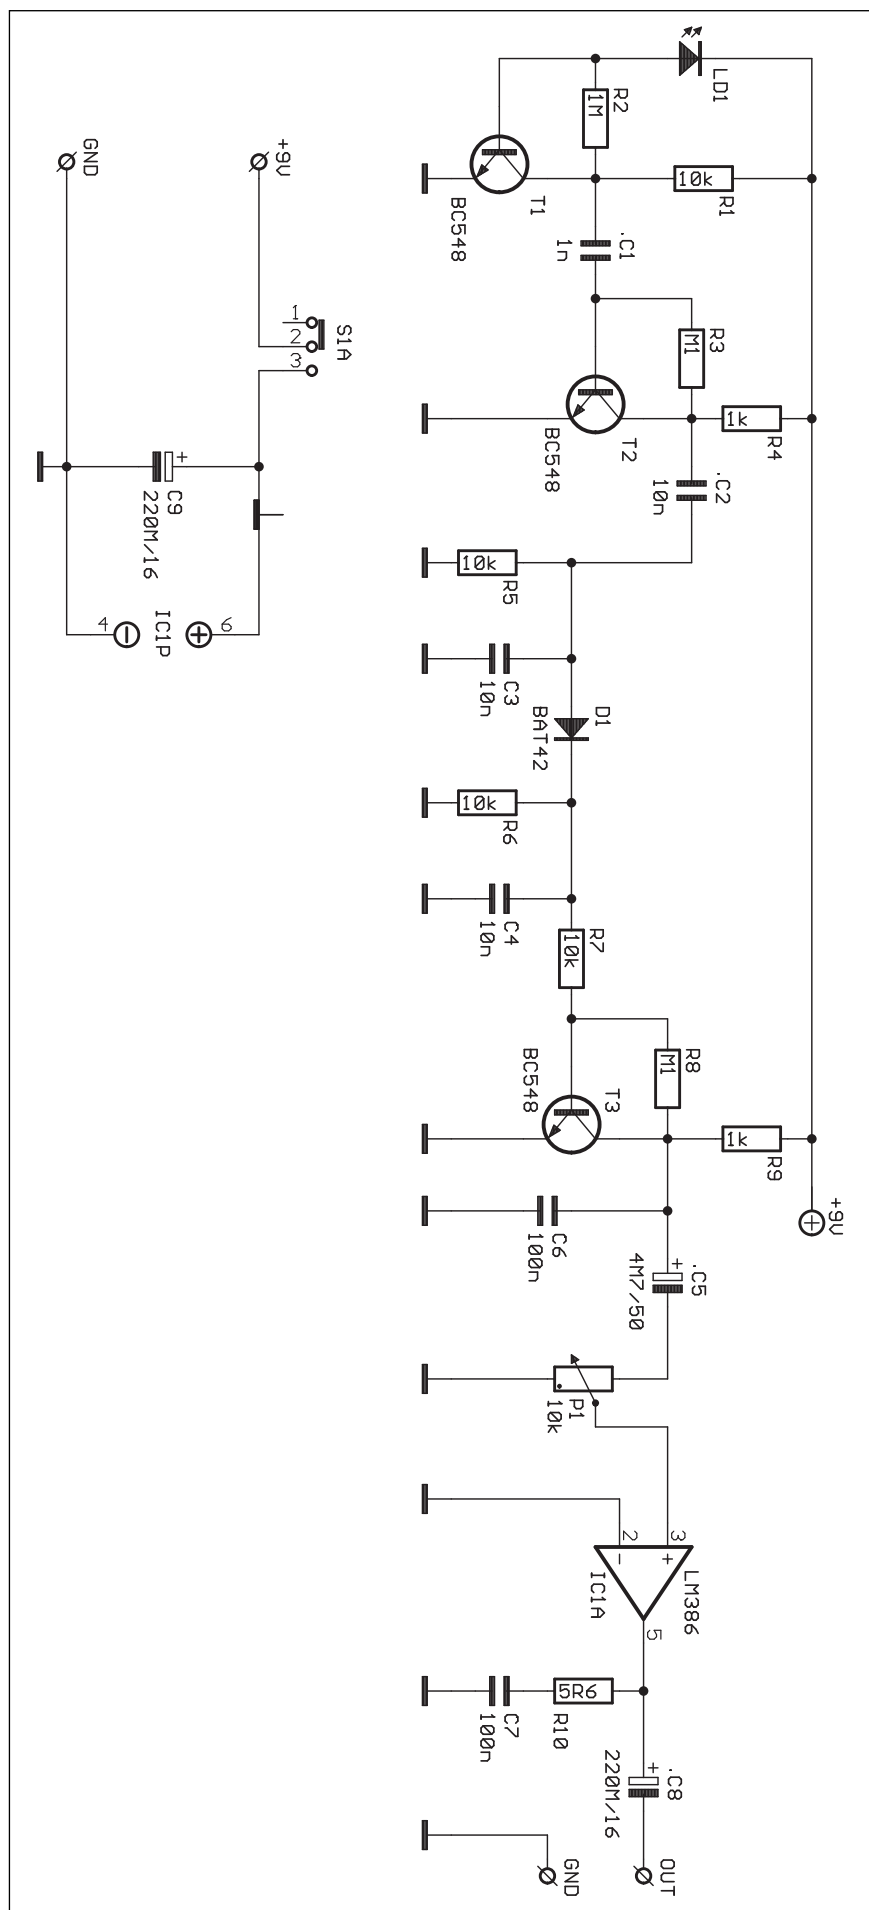 LD1
R2
1M
10k
R1
T1
BC548
.C1
1n
R3
M1
T2
BC548
1k
R4
.C2
10n
10k
R5
C3
10n
D1
BAT42
10k
R6
C4
10n
R7
10k
R8
M1
T3
BC548
1k
R9
+9V
C6
100n
.C5
+
4M7/50
P1
10k
3
2
+
-
LM386
IC1A
5
5R6
R10
C7
100n
.C8
+
220M/16
OUT
GND
+9V
GND
S1A
1
2
3
+
C9
220M/16
IC1P
4
6